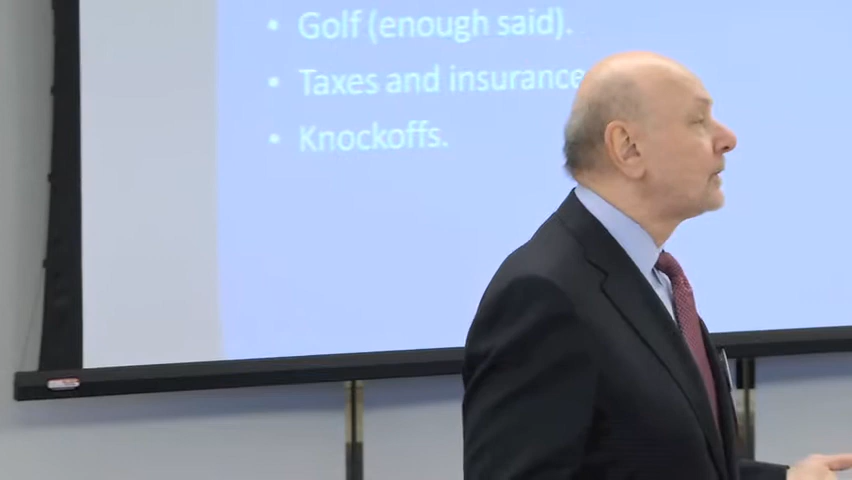 • Golf (enough said).
• Taxes and insurance
• Knockoffs.